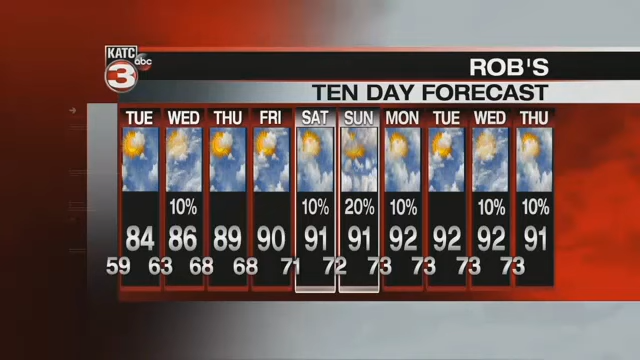 KATC
abc
3
ROB'S
TEN DAY FORECAST
TUE WED THU FRI SAT SUN MON TUE WED THU
10% 10% 20% 10% 10% 10%
84 86 89 90 91 91 92 92 92 91
59 63 68 68 71 72 73 73 73 73